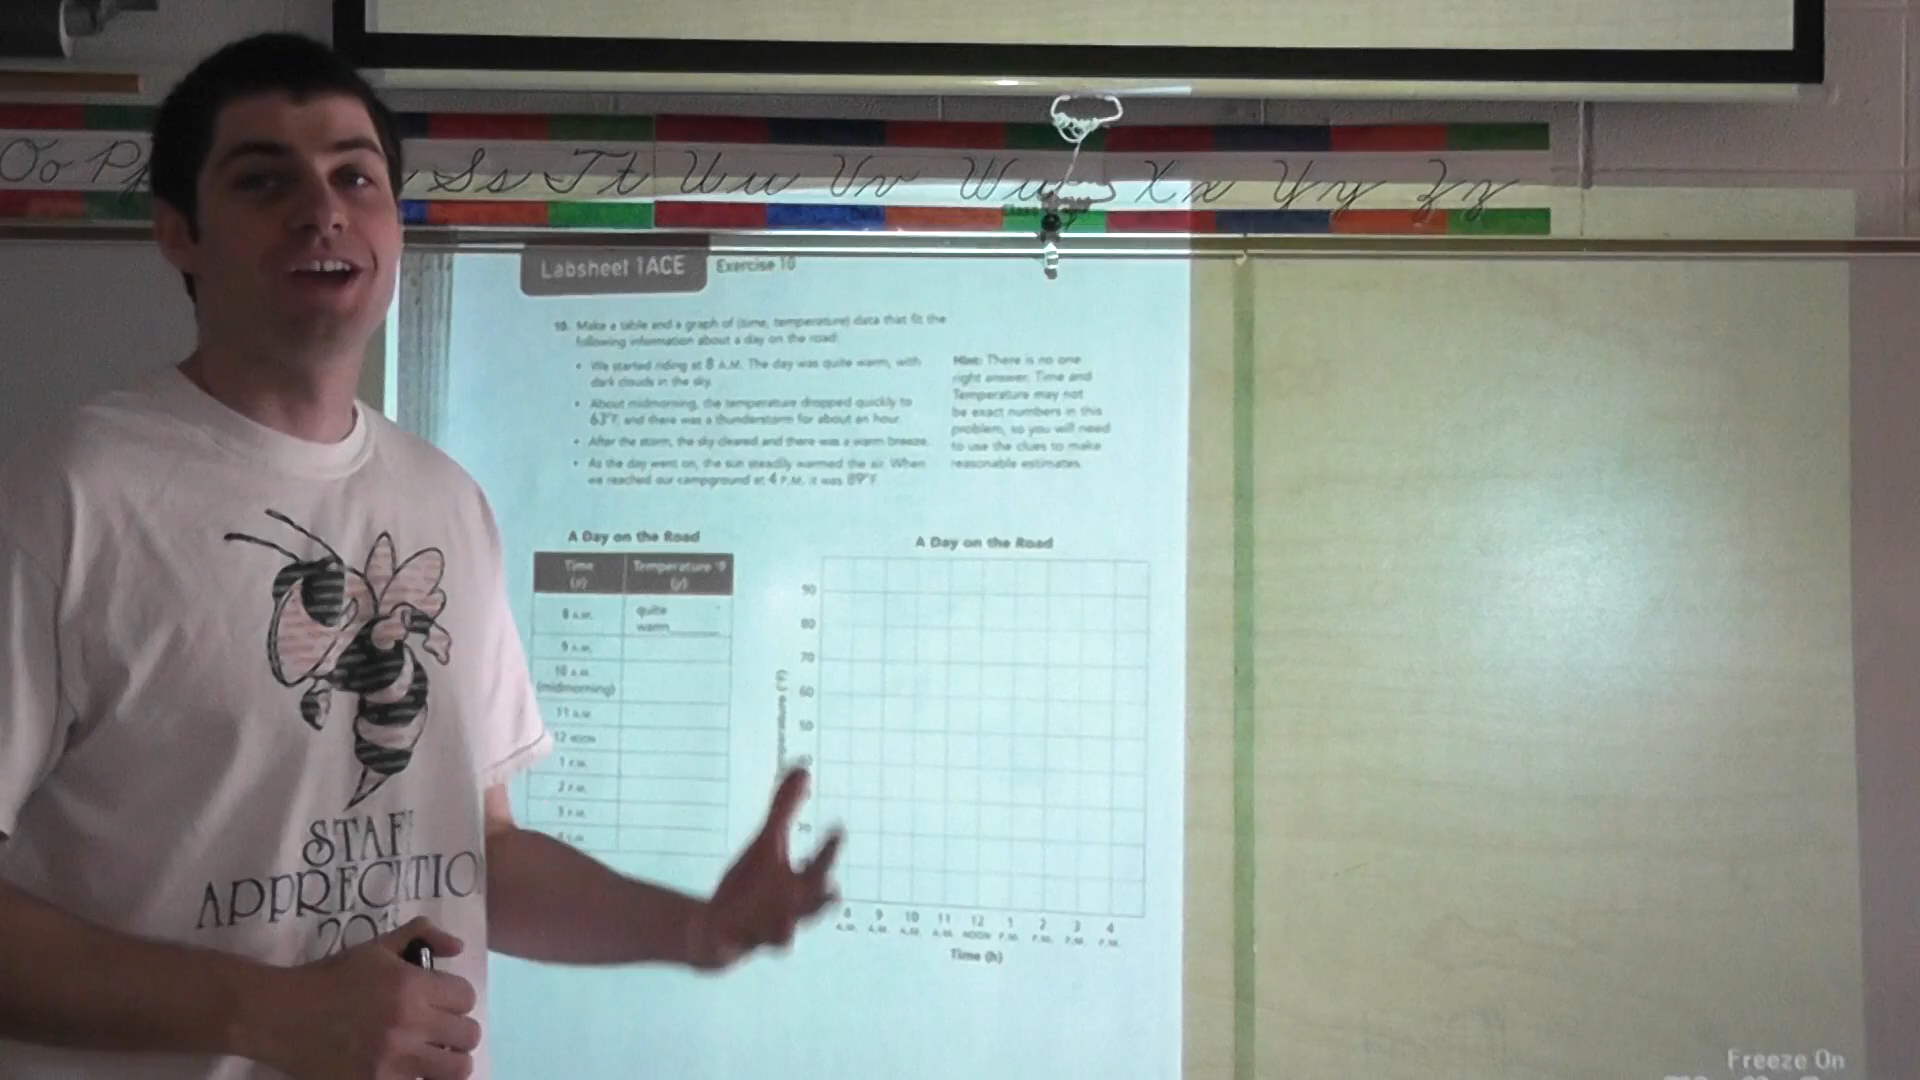 Oo Pp Ss Tt Uu Vv Ww Xx Yy Zz
Labsheet 1ACE Exercise 10
10. Make a table and a graph of (time, temperature) data that fit the
following information about a day on the road:
• We started riding at 8 A.M. The day was quite warm, with
dark clouds in the sky.
• About midmorning, the temperature dropped quickly to
63°F, and there was a thunderstorm for about an hour.
• After the storm, the sky cleared and there was a warm breeze.
• As the day went on, the sun steadily warmed the air. When
we reached our campground at 4 P.M. it was 89°F.
Hint: There is no one
right answer. Time and
Temperature may not
be exact numbers in this
problem, so you will need
to use the clues to make
reasonable estimates.
A Day on the Road
Time
(x)
Temperature °F
(y)
8 A.M.
quite
warm
9 A.M.
10 A.M.
(midmorning)
11 A.M.
12 NOON
1 P.M.
2 P.M.
3 P.M.
4 P.M.
A Day on the Road
90
80
70
60
50
40
20
8 9 10 11 12 1 2 3 4
A.M. A.M. A.M. A.M. NOON P.M. P.M. P.M. P.M.
Time (h)
STAFF
APPRECIATION
Freeze On